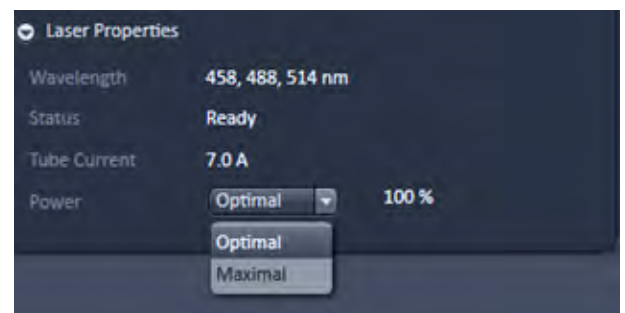 Laser Properties
Wavelength 458, 488, 514 nm
Status Ready
Tube Current 7.0 A
Power Optimal 100 %
Optimal
Maximal